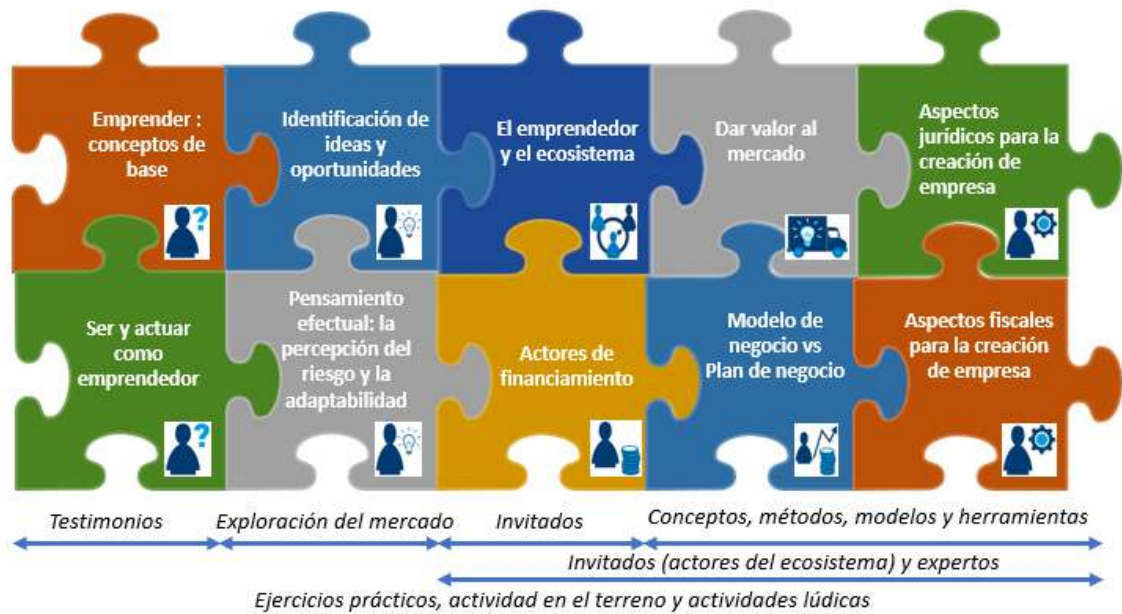 Emprender :
conceptos de
base
Identificación de
ideas y
oportunidades
El emprendedor
y el ecosistema
Dar valor al
mercado
Aspectos
jurídicos para la
creación de
empresa
Ser y actuar
como
emprendedor
Pensamiento
efectual: la
percepción del
riesgo y la
adaptabilidad
Actores de
financiamiento
Modelo de
negocio vs
Plan de negocio
Aspectos fiscales
para la creación
de empresa
Testimonios
Exploración del mercado
Invitados
Conceptos, métodos, modelos y herramientas
Invitados (actores del ecosistema) y expertos
Ejercicios prácticos, actividad en el terreno y actividades lúdicas